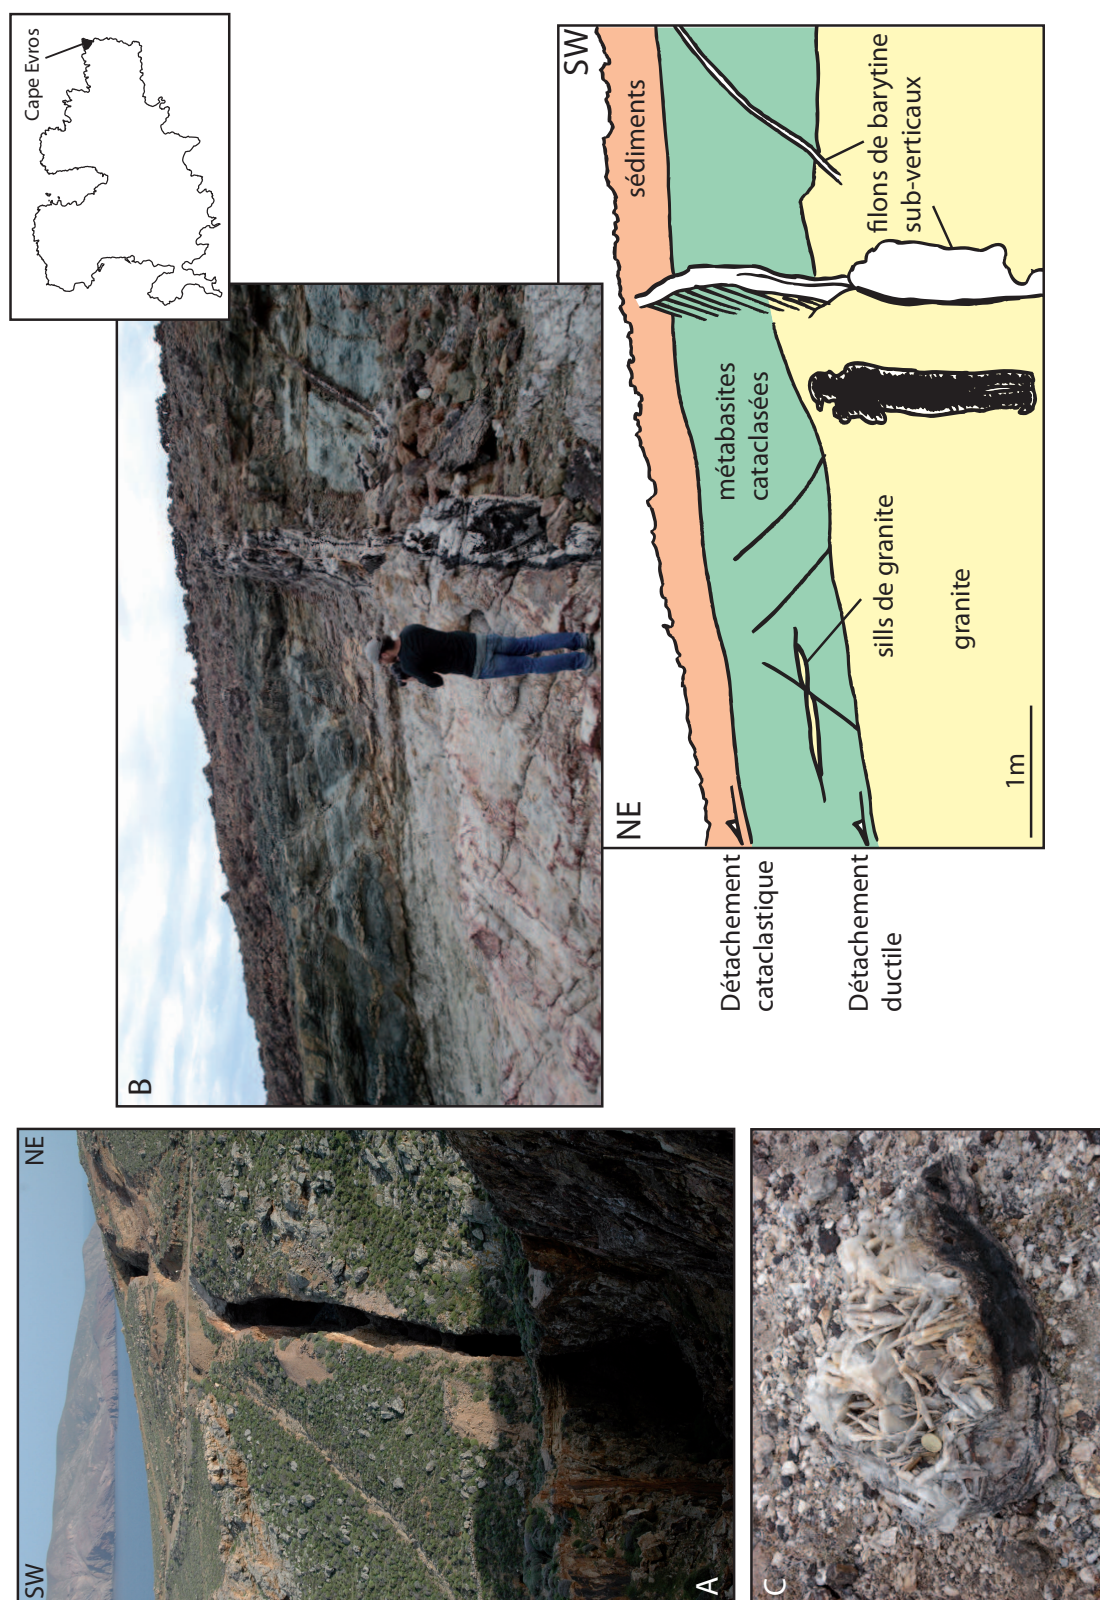 Cape Evros
SW
NE
A
B
C
NE
SW
sédiments
métabasites
cataclasées
filons de barytine
sub-verticaux
sills de granite
granite
1m
Détachement
cataclastique
Détachement
ductile